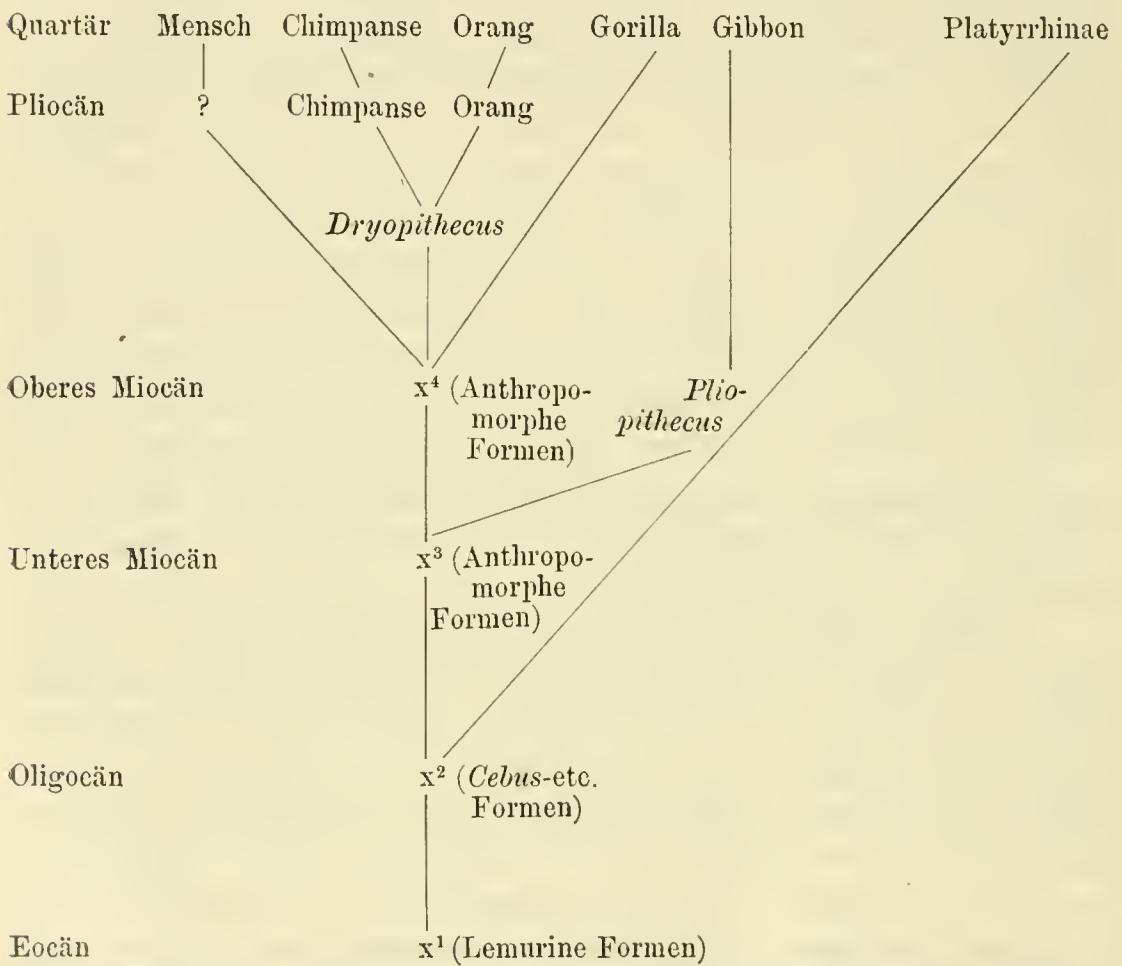 Quartär Mensch Chimpanse Orang Gorilla Gibbon Platyrrhinae
Pliocän ? Chimpanse Orang
Dryopithecus
Oberes Miocän x⁴ (Anthropo- Plio-
morphe pithecus
Formen)
Unteres Miocän x³ (Anthropo-
morphe
Formen)
Oligocän x² (Cebus-etc.
Formen)
Eocän x¹ (Lemurine Formen)